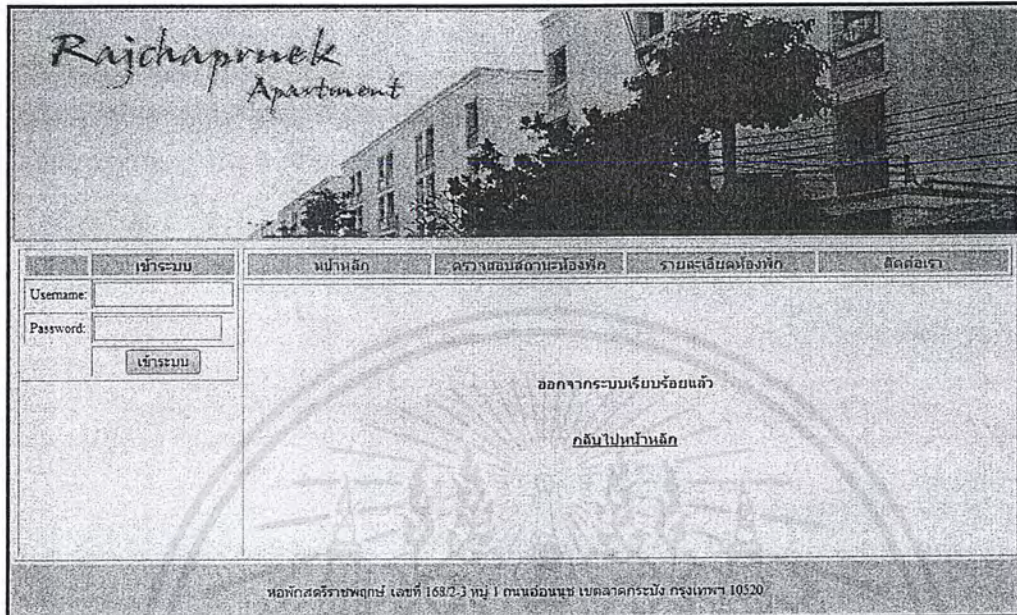 Rajchapruek
Apartment
เข้าระบบ
Username:
Password:
เข้าระบบ
หน้าหลัก ตรวจสอบสถานะห้องพัก รายละเอียดห้องพัก ติดต่อเรา
ออกจากระบบเรียบร้อยแล้ว
กลับไปหน้าหลัก
หอพักสตรีราชพฤกษ์ เลขที่ 168/2-3 หมู่ 1 ถนนอ่อนนุช เขตลาดกระบัง กรุงเทพฯ 10520